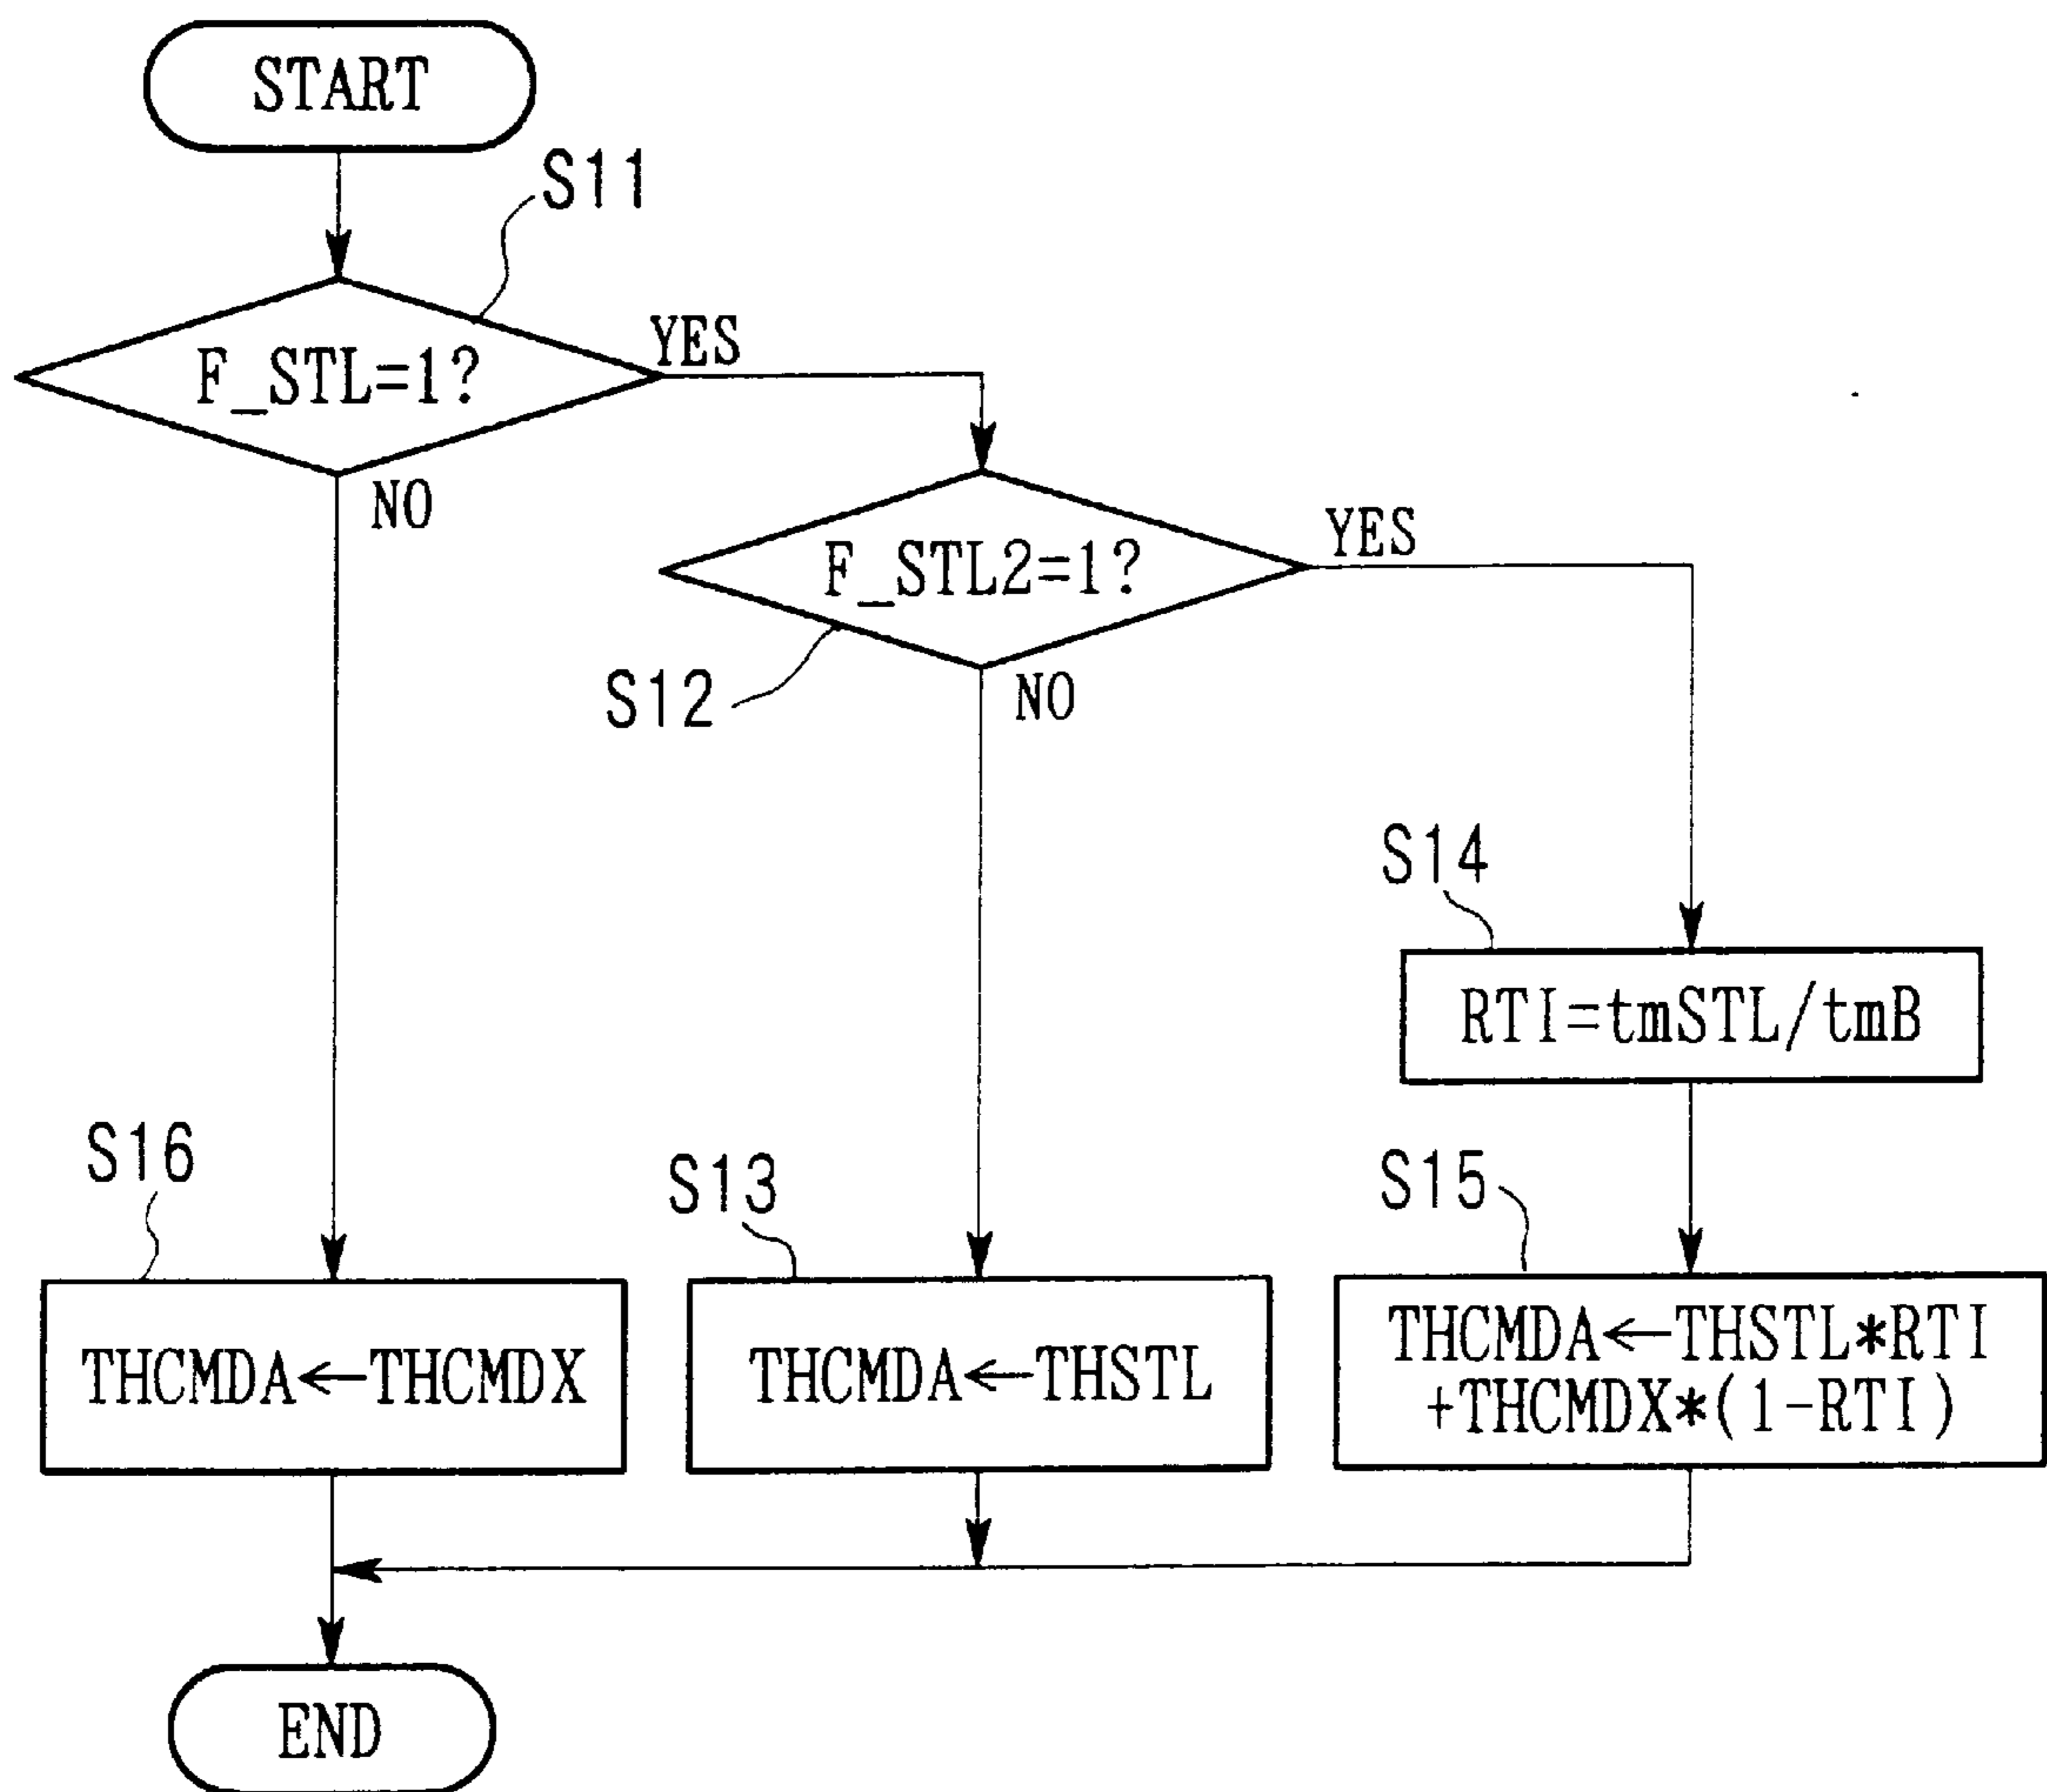 START
S11
F_STL=1?
YES
NO
F_STL2=1?
YES
S12
NO
S14
RTI=tmSTL/tmB
S16
S13
S15
THCMDA←THCMDX
THCMDA←THSTL
THCMDA←THSTL*RTI
+THCMDX*(1-RTI)
END